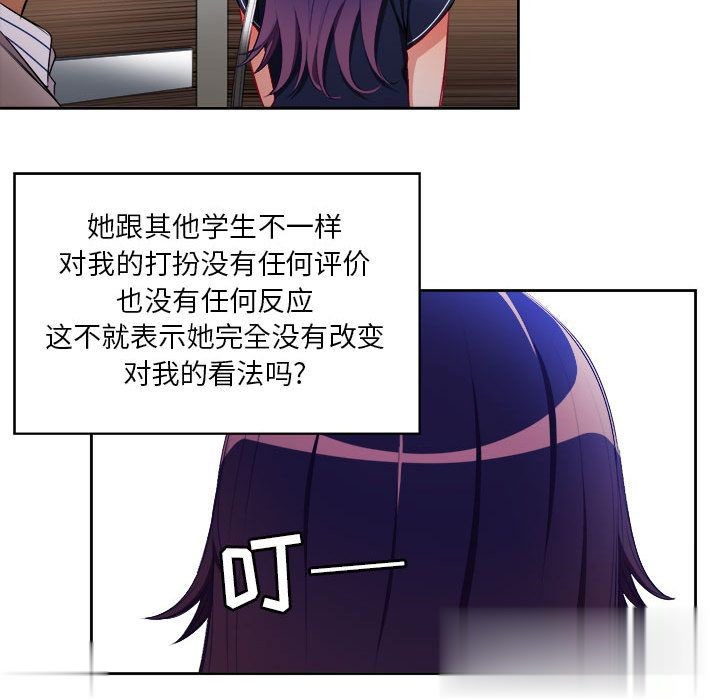 她跟其他学生不一样
对我的打扮没有任何评价
也没有任何反应
这不就表示她完全没有改变
对我的看法吗?
叮——